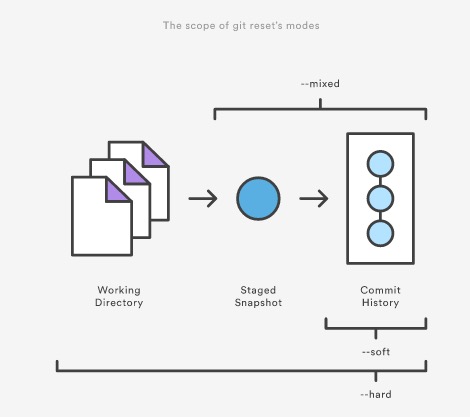 The scope of git reset's modes
--mixed
Working
Directory
Staged
Snapshot
Commit
History
--soft
--hard